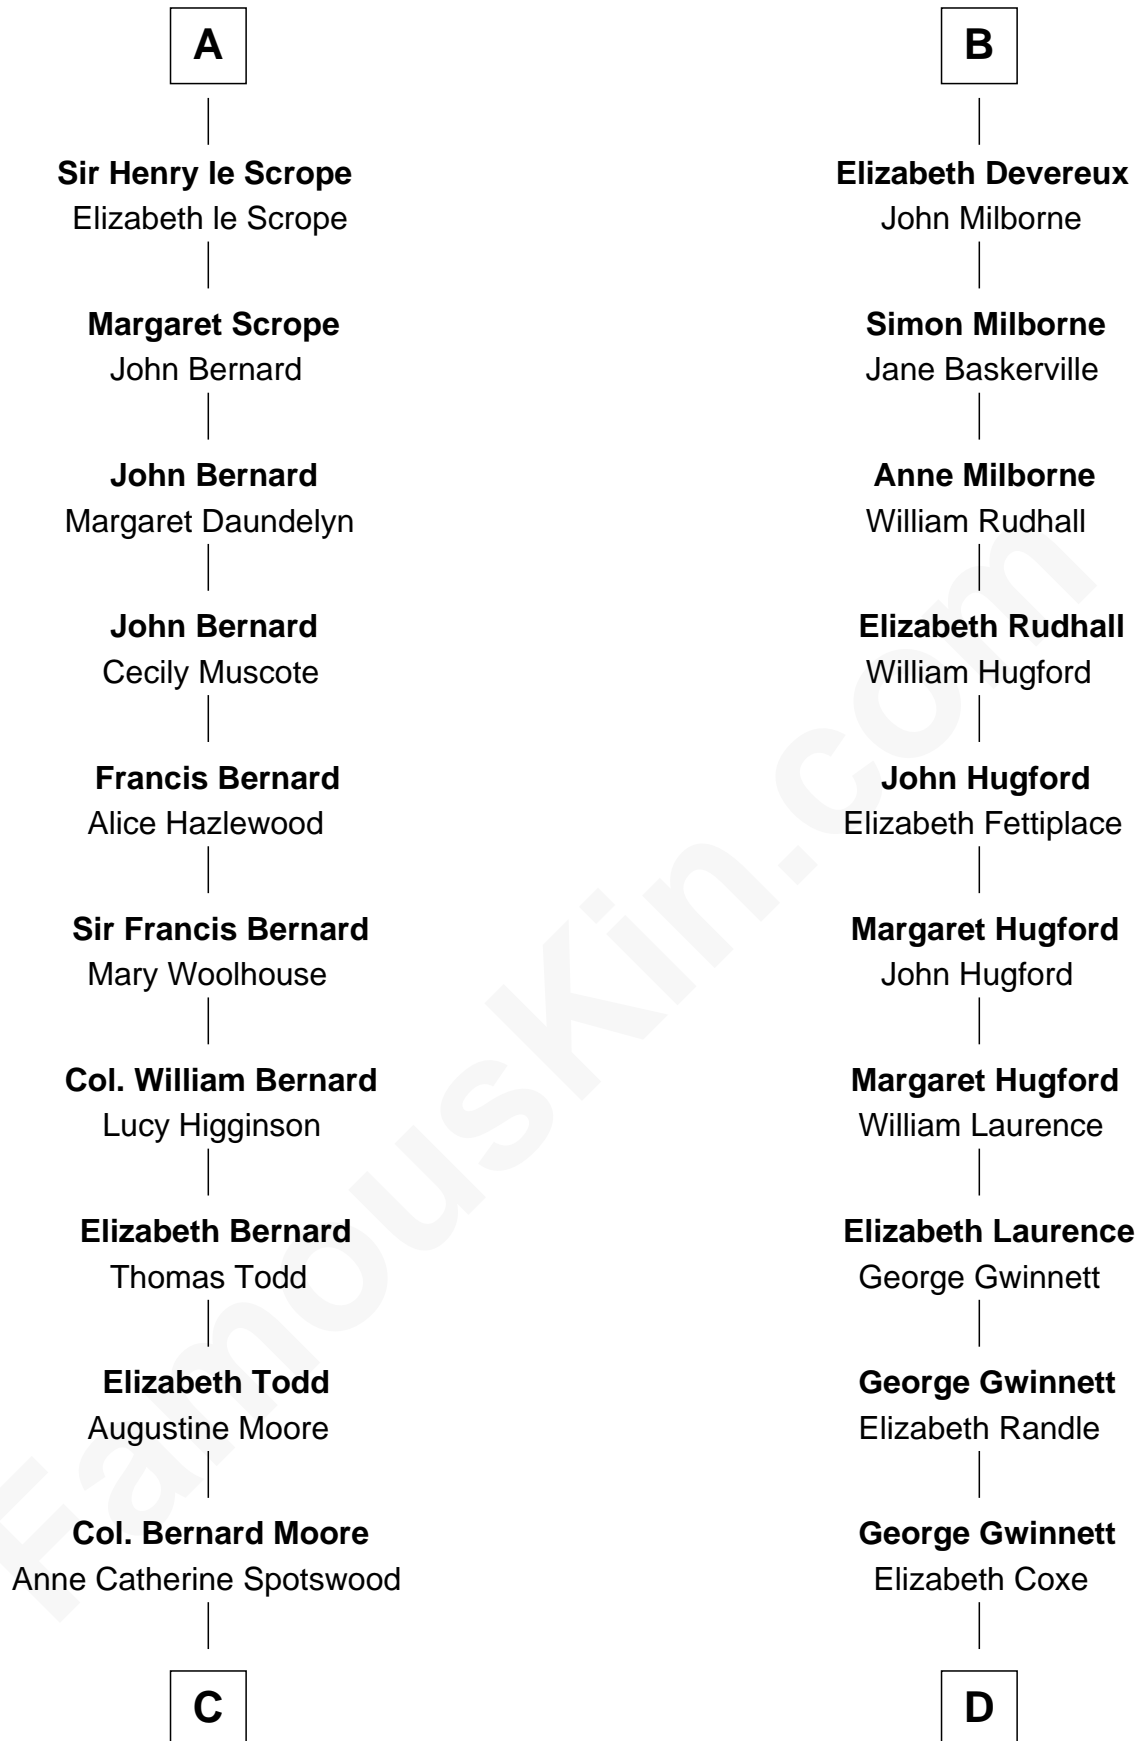 A
Sir Henry le Scrope
Elizabeth le Scrope
Margaret Scrope
John Bernard
John Bernard
Margaret Daundelyn
John Bernard
Cecily Muscote
Francis Bernard
Alice Hazlewood
Sir Francis Bernard
Mary Woolhouse
Col. William Bernard
Lucy Higginson
Elizabeth Bernard
Thomas Todd
Elizabeth Todd
Augustine Moore
Col. Bernard Moore
Anne Catherine Spotswood
C
B
Elizabeth Devereux
John Milborne
Simon Milborne
Jane Baskerville
Anne Milborne
William Rudhall
Elizabeth Rudhall
William Hugford
John Hugford
Elizabeth Fettiplace
Margaret Hugford
John Hugford
Margaret Hugford
William Laurence
Elizabeth Laurence
George Gwinnett
George Gwinnett
Elizabeth Randle
George Gwinnett
Elizabeth Coxe
D
FamousKin.com